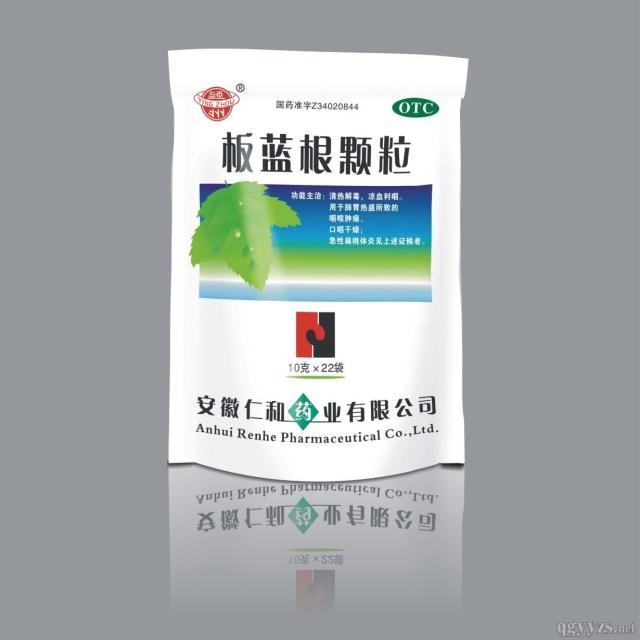 YING ZHOU
®
国药准字Z34020844
OTC
板蓝根颗粒
功能主治：清热解毒，凉血利咽。
用于肺胃热盛所致的
咽喉肿痛、
口咽干燥；
急性扁桃体炎见上述证候者。
10克×22袋
安徽仁和药业有限公司
Anhui Renhe Pharmaceutical Co.,Ltd.
qgyyzs.net